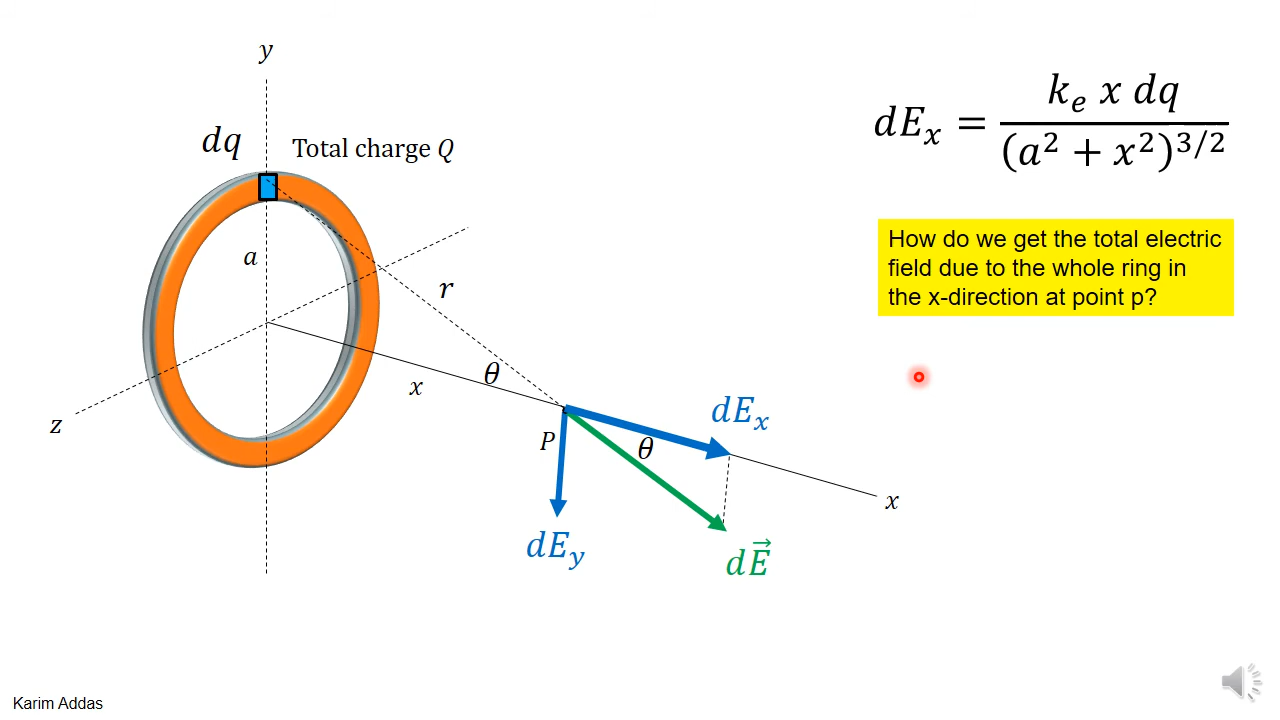 y
dq
Total charge Q
a
r
x
θ
z
P
dE_x
θ
x
dE_y
dE⃗
dE_x = k_e x dq / (a² + x²)^{3/2}
How do we get the total electric
field due to the whole ring in
the x-direction at point p?
Karim Addas